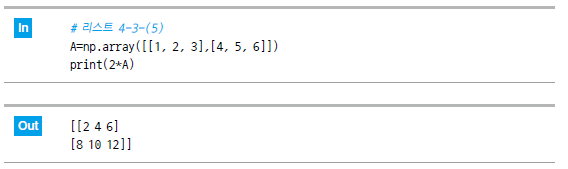 In
# 리스트 4-3-(5)
A=np.array([[1, 2, 3],[4, 5, 6]])
print(2*A)
Out
[[2 4 6]
[8 10 12]]